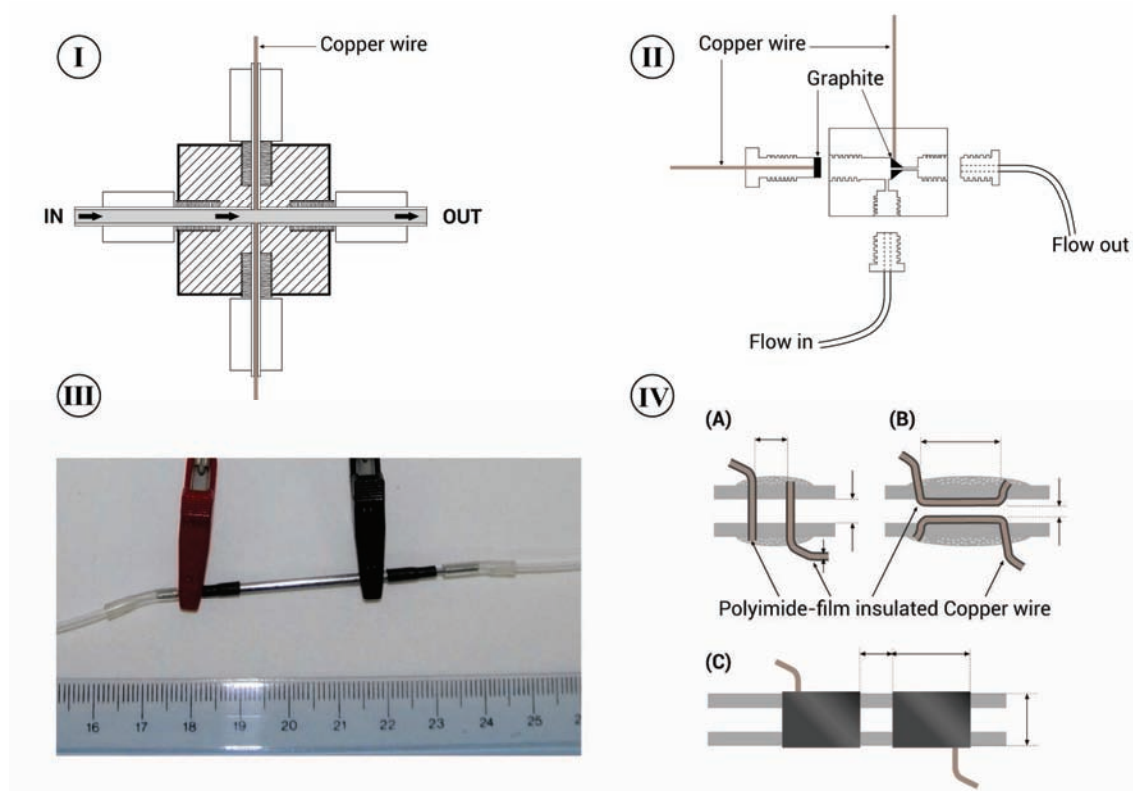 I
Copper wire
IN
OUT
II
Copper wire
Graphite
Flow out
Flow in
III
16 17 18 19 20 21 22 23 24 25
IV
(A)
(B)
Polyimide-film insulated Copper wire
(C)